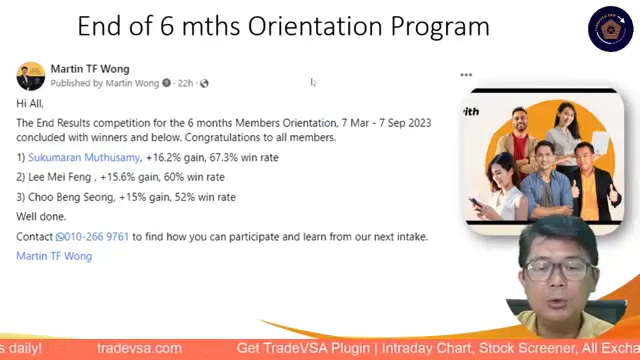 End of 6 mths Orientation Program
Martin TF Wong
Published by Martin Wong · 22h ·
Hi All,
The End Results competition for the 6 months Members Orientation, 7 Mar - 7 Sep 2023
concluded with winners and below. Congratulations to all members.
1) Sukumaran Muthusamy, +16.2% gain, 67.3% win rate
2) Lee Mei Feng , +15.6% gain, 60% win rate
3) Choo Beng Seong, +15% gain, 52% win rate
Well done.
Contact 010-266 9761 to find how you can participate and learn from our next intake.
Martin TF Wong
with
s daily!
tradevsa.com
Get TradeVSA Plugin | Intraday Chart, Stock Screener, All Excha